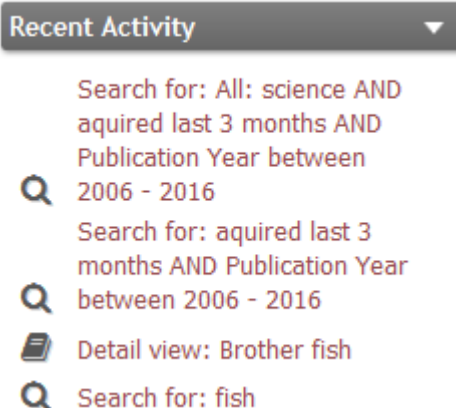 Recent Activity
Search for: All: science AND
aquired last 3 months AND
Publication Year between
2006 - 2016
Search for: aquired last 3
months AND Publication Year
between 2006 - 2016
Detail view: Brother fish
Search for: fish